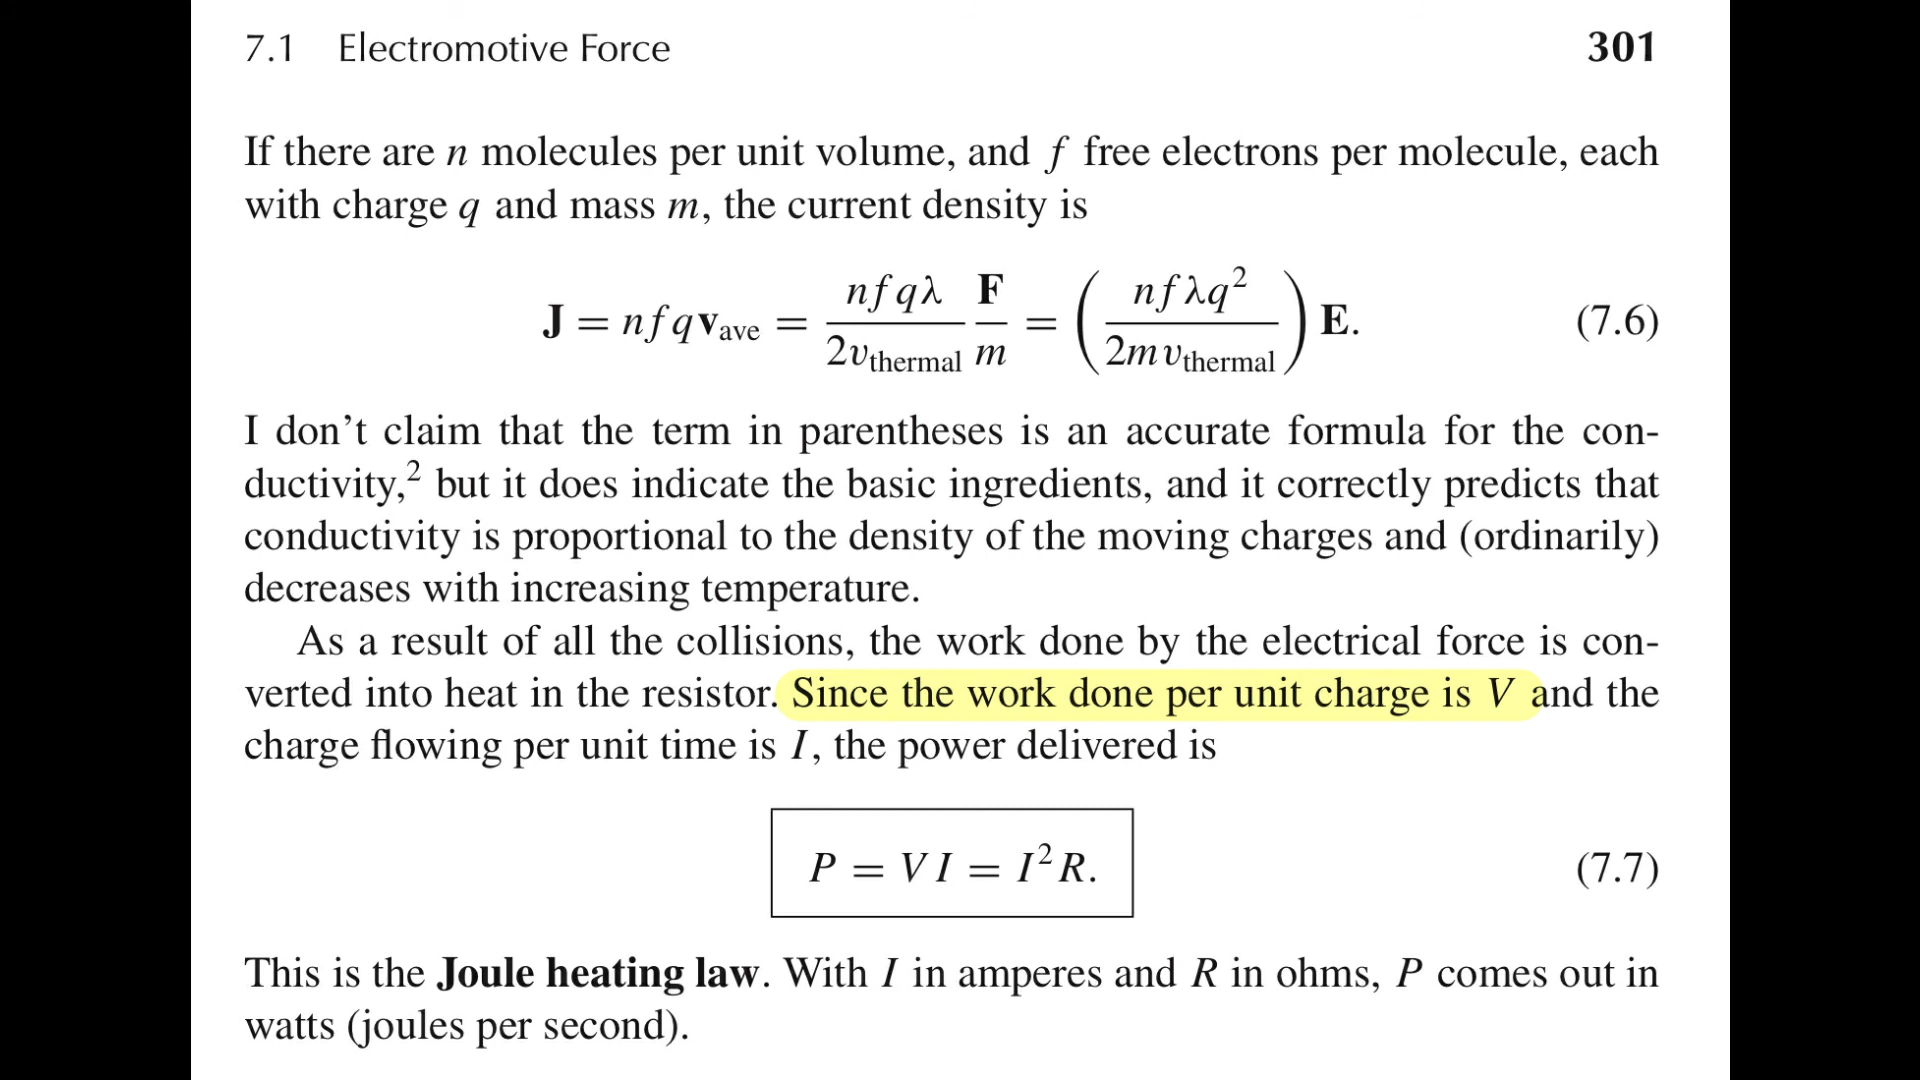 7.1 Electromotive Force 301
If there are n molecules per unit volume, and f free electrons per molecule, each
with charge q and mass m, the current density is
J = nfqv_ave = \frac{nfqλ}{2v_thermal} \frac{F}{m} = \left(\frac{nfλq^2}{2mv_thermal}\right) E. (7.6)
I don’t claim that the term in parentheses is an accurate formula for the con-
ductivity,² but it does indicate the basic ingredients, and it correctly predicts that
conductivity is proportional to the density of the moving charges and (ordinarily)
decreases with increasing temperature.
As a result of all the collisions, the work done by the electrical force is con-
verted into heat in the resistor. Since the work done per unit charge is V and the
charge flowing per unit time is I, the power delivered is
P = VI = I²R. (7.7)
This is the Joule heating law. With I in amperes and R in ohms, P comes out in
watts (joules per second).